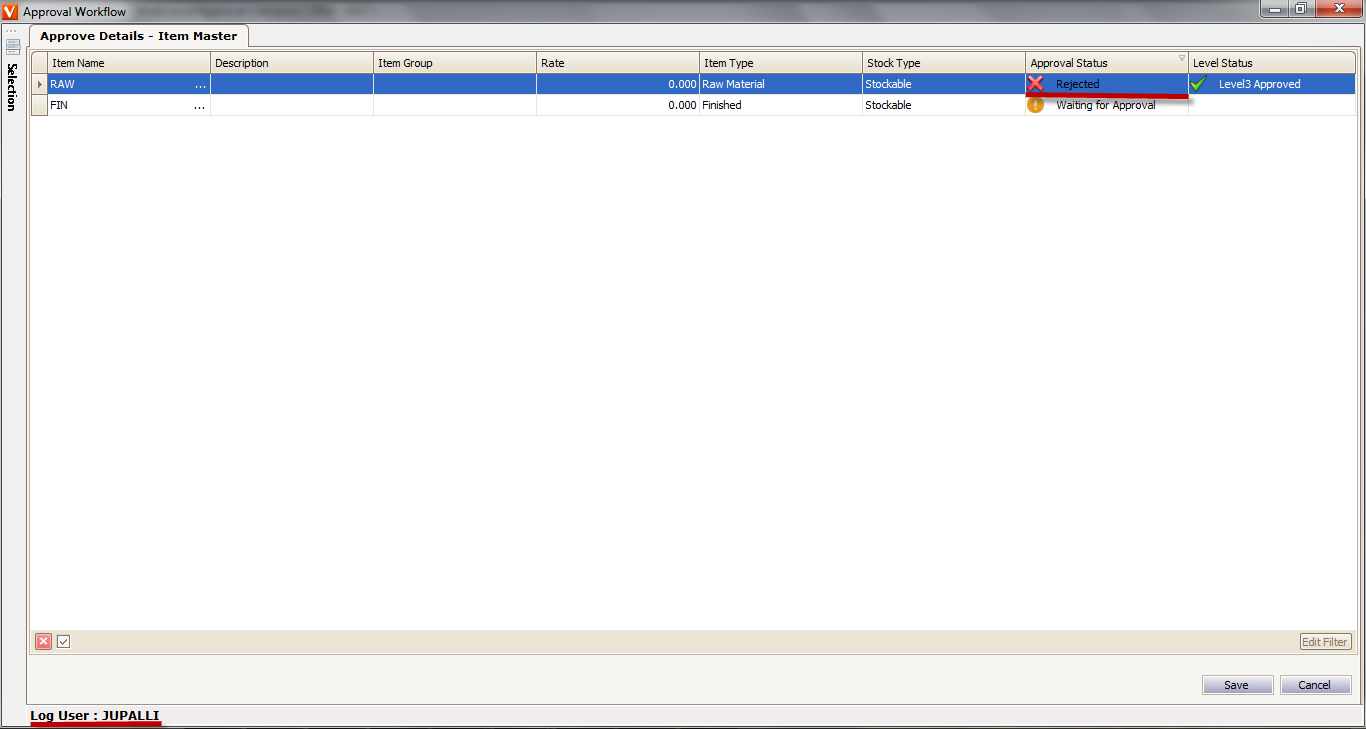 Approval Workflow
Selection
Approve Details - Item Master
Item Name Description Item Group Rate Item Type Stock Type Approval Status Level Status
RAW ... 0.000 Raw Material Stockable Rejected Level3 Approved
FIN ... 0.000 Finished Stockable Waiting for Approval
Edit Filter
Save Cancel
Log User : JUPALLI